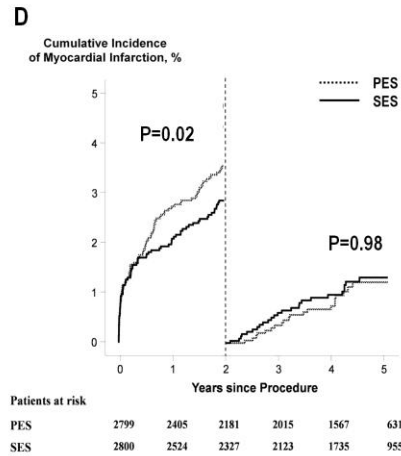 D
Cumulative Incidence
of Myocardial Infarction, %
PES
SES
5
4
3
2
1
0
P=0.02
P=0.98
0 1 2 3 4 5
Years since Procedure
Patients at risk
PES 2799 2405 2181 2015 1567 631
SES 2800 2524 2327 2123 1735 955